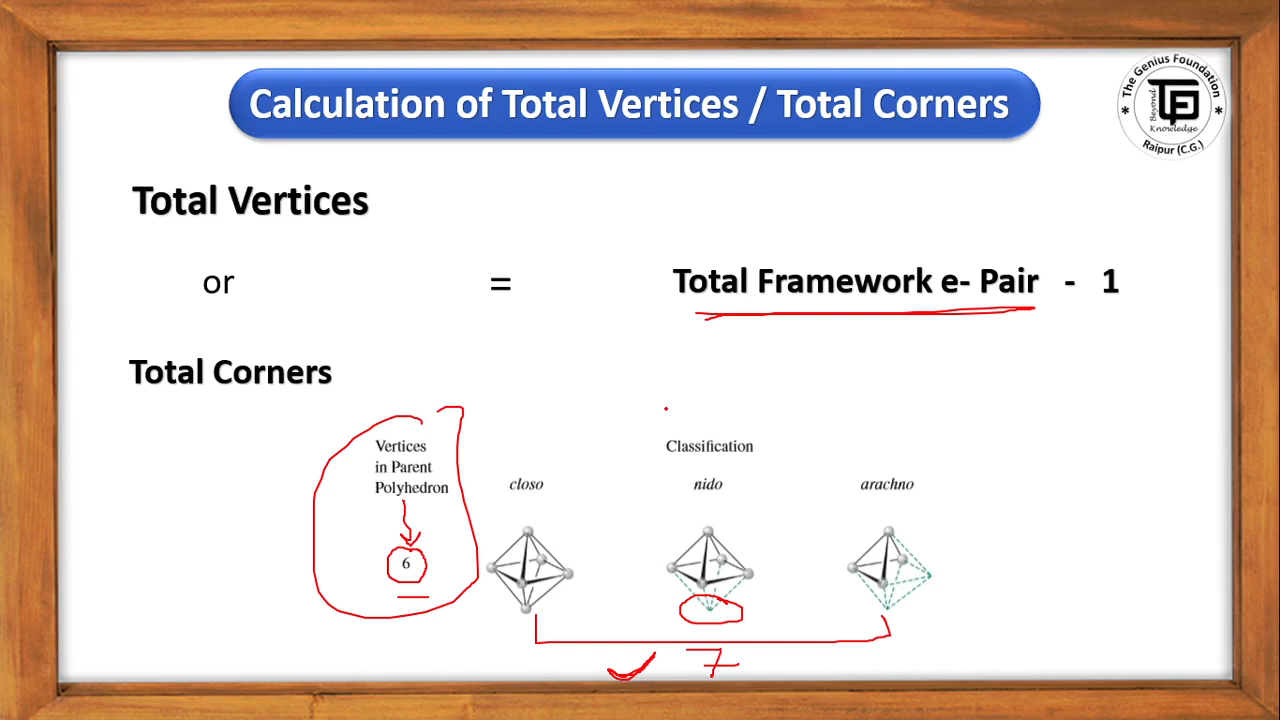 Calculation of Total Vertices / Total Corners
* The Genius Foundation *
Beyond
TGF
Knowledge
Raipur (C.G.)
Total Vertices
or = Total Framework e- Pair - 1
Total Corners
Vertices
in Parent
Polyhedron
Classification
closo nido arachno
6
7